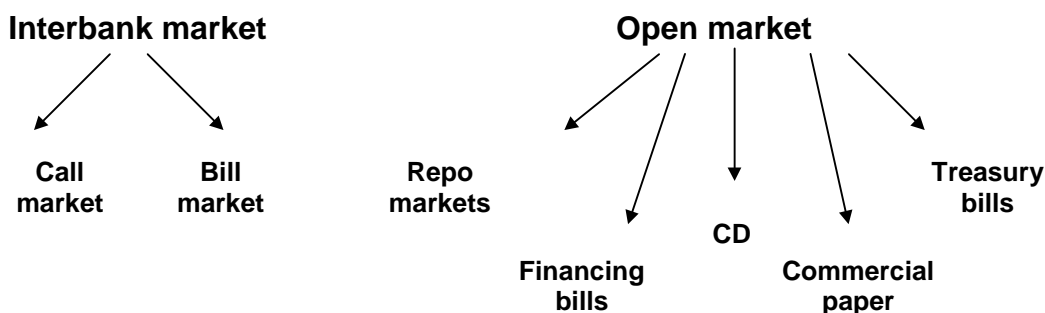 Interbank market
Open market
Call
market
Bill
market
Repo
markets
Treasury
bills
CD
Financing
bills
Commercial
paper